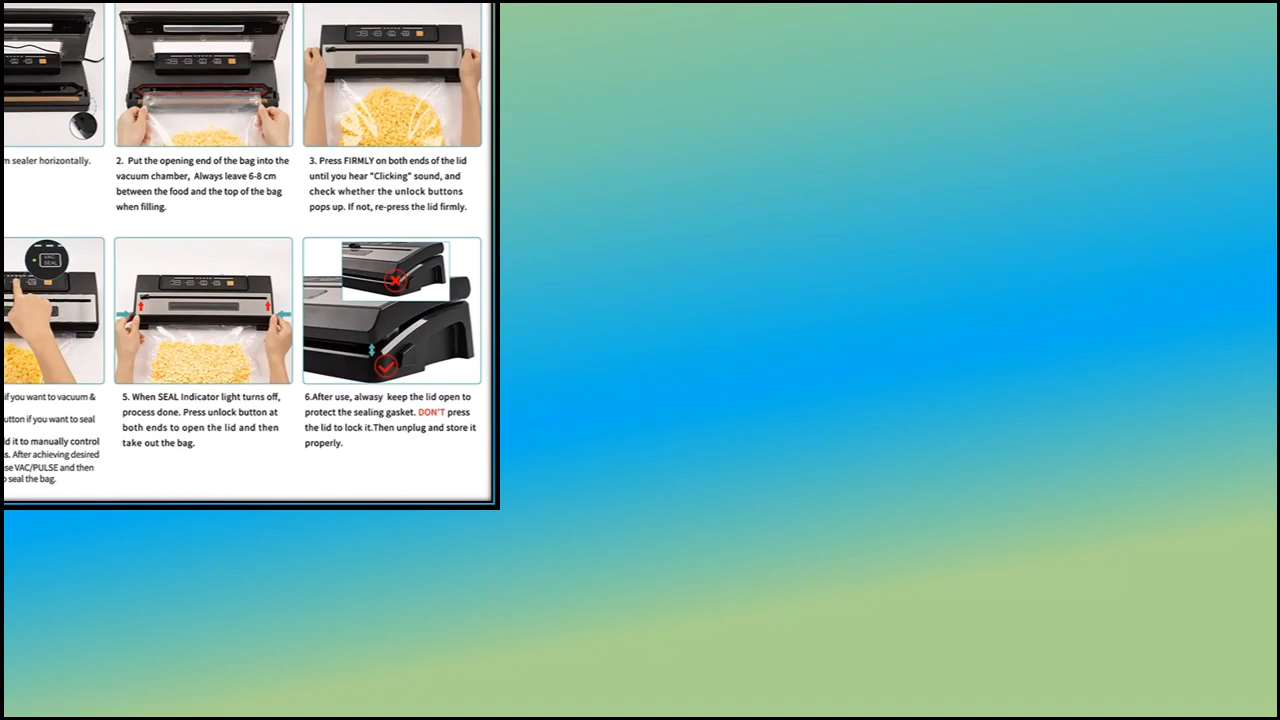 m sealer horizontally.
2. Put the opening end of the bag into the
vacuum chamber, Always leave 6-8 cm
between the food and the top of the bag
when filling.
3. Press FIRMLY on both ends of the lid
until you hear "Clicking" sound, and
check whether the unlock buttons
pops up. If not, re-press the lid firmly.
VAC
SEAL
if you want to vacuum &
utton if you want to seal
ld it to manually control
s. After achieving desired
se VAC/PULSE and then
o seal the bag.
5. When SEAL Indicator light turns off,
process done. Press unlock button at
both ends to open the lid and then
take out the bag.
6.After use, alwasy keep the lid open to
protect the sealing gasket. DON'T press
the lid to lock it.Then unplug and store it
properly.